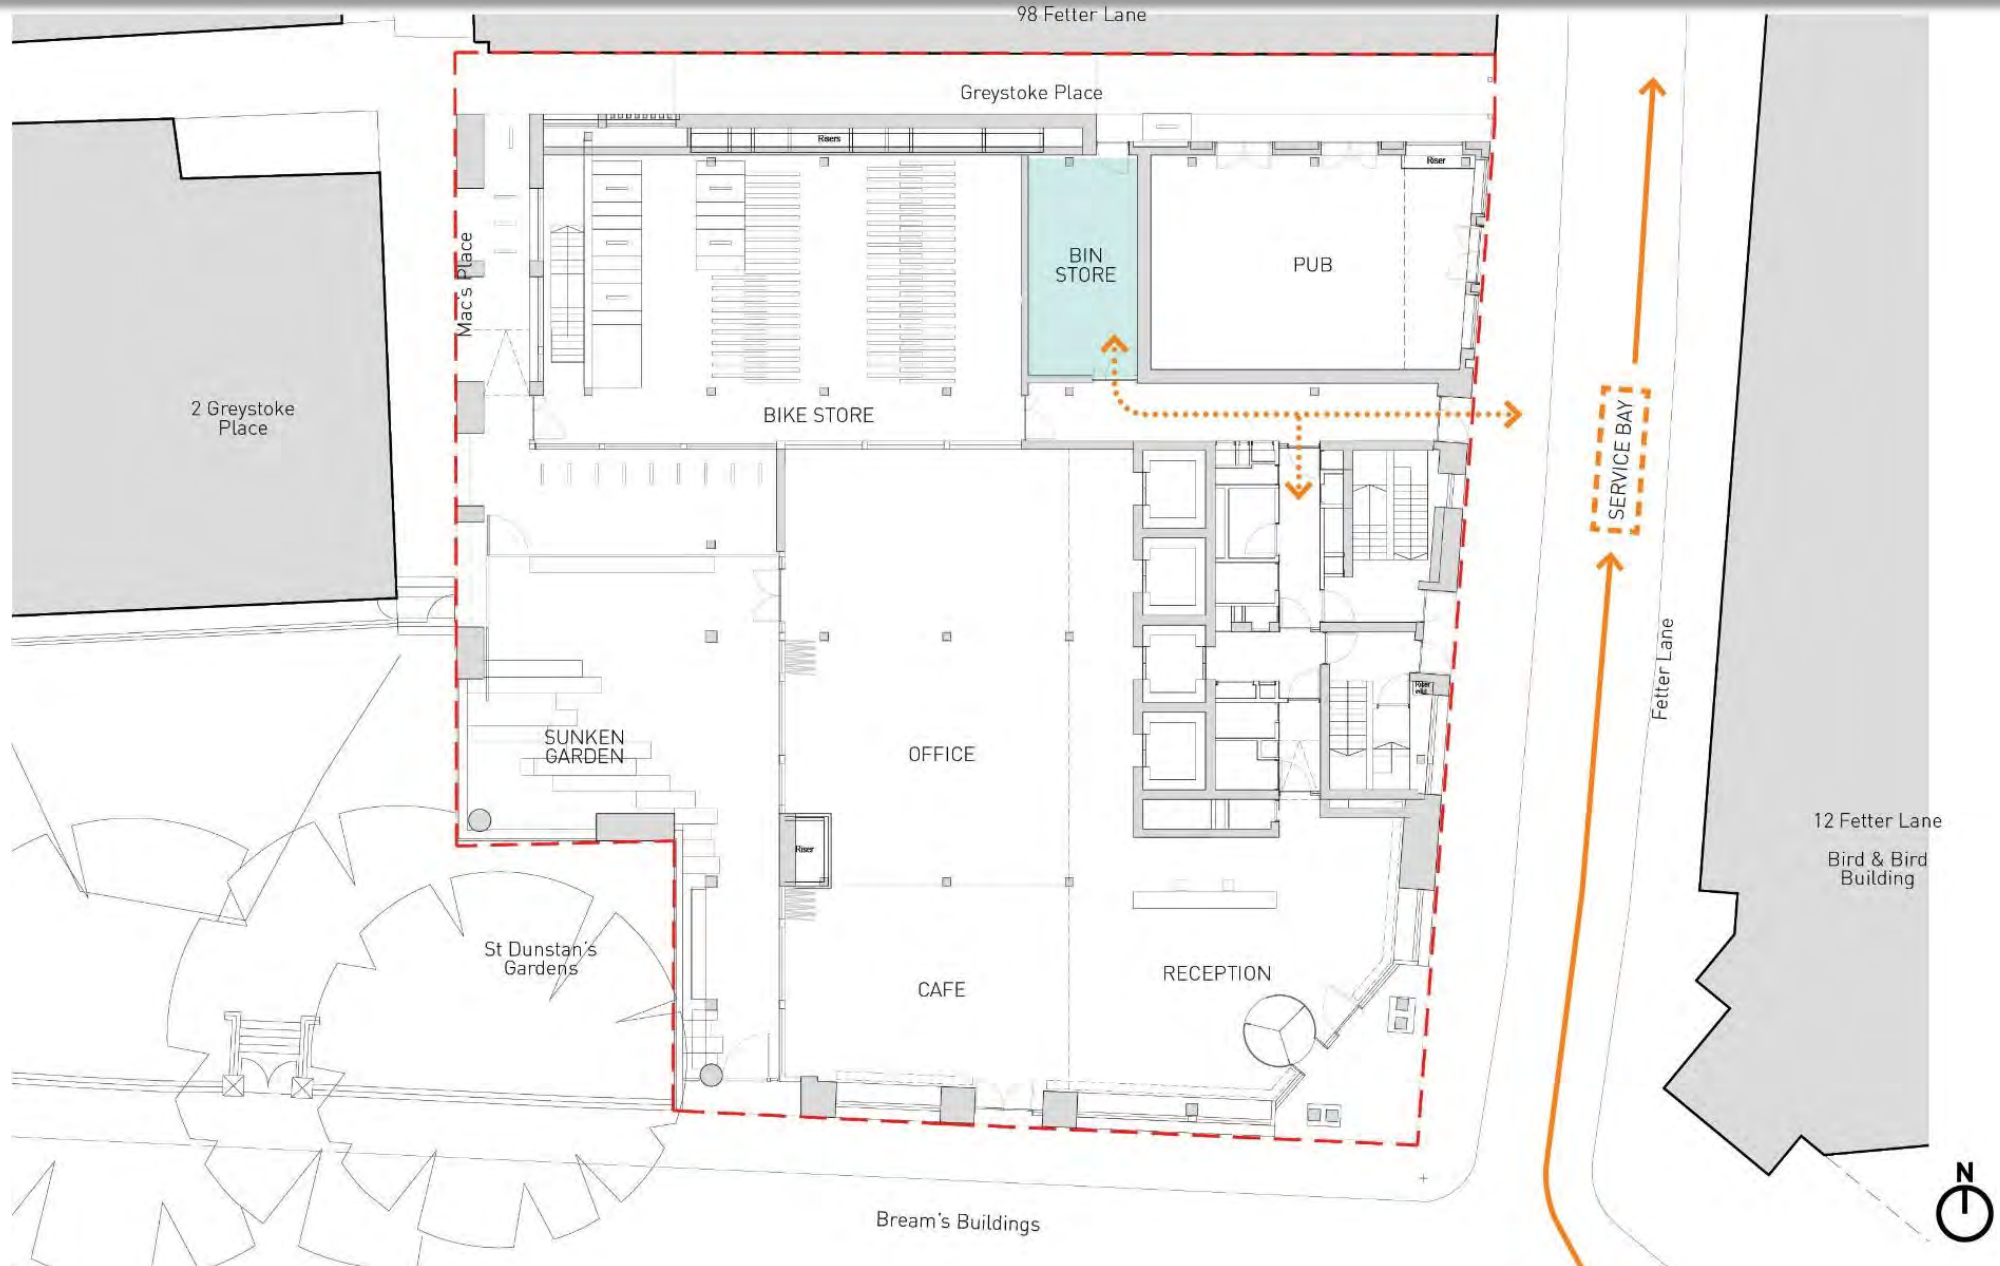 98 Fetter Lane
Greystoke Place
Risers
Riser
Mac's Place
BIN
STORE
PUB
2 Greystoke
Place
BIKE STORE
SERVICE BAY
Fetter Lane
Riser
SUNKEN
GARDEN
OFFICE
Riser
12 Fetter Lane
Bird & Bird
Building
St Dunstan's
Gardens
CAFE
RECEPTION
Bream's Buildings
N